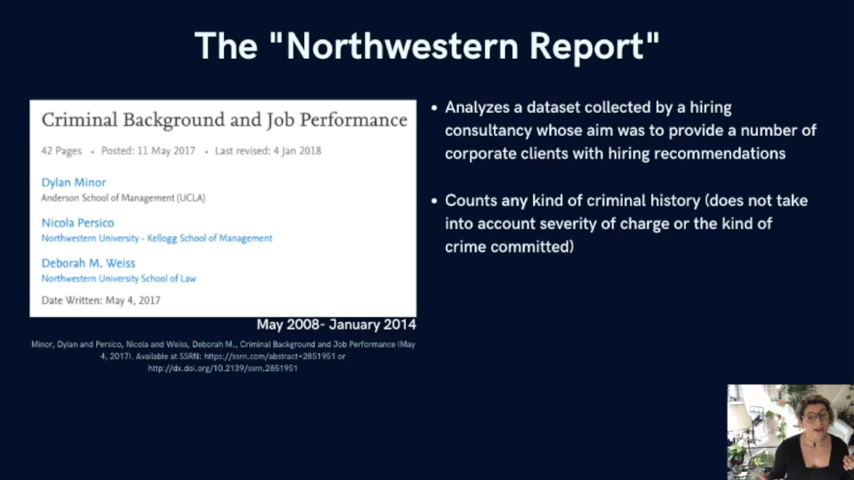 The "Northwestern Report"
Criminal Background and Job Performance
42 Pages • Posted: 11 May 2017 • Last revised: 4 Jan 2018
Dylan Minor
Anderson School of Management (UCLA)
Nicola Persico
Northwestern University - Kellogg School of Management
Deborah M. Weiss
Northwestern University School of Law
Date Written: May 4, 2017
May 2008- January 2014
Minor, Dylan and Persico, Nicola and Weiss, Deborah M., Criminal Background and Job Performance (May
4, 2017). Available at SSRN: https://ssrn.com/abstract=2851951 or
http://dx.doi.org/10.2139/ssrn.2851951
• Analyzes a dataset collected by a hiring
consultancy whose aim was to provide a number of
corporate clients with hiring recommendations
• Counts any kind of criminal history (does not take
into account severity of charge or the kind of
crime committed)